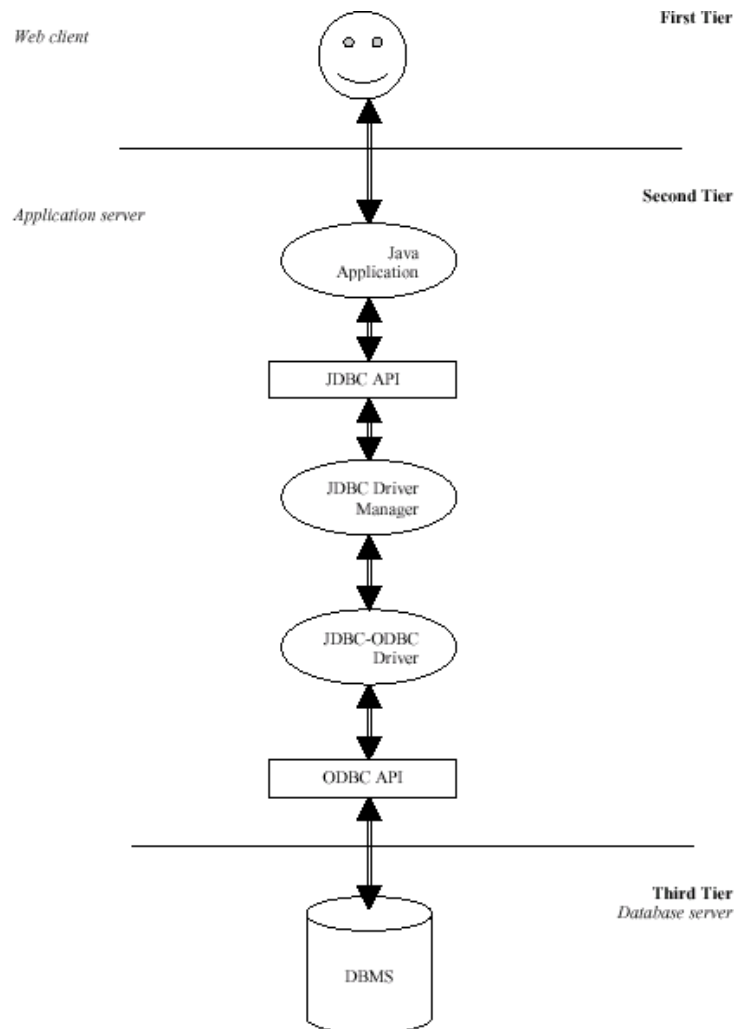 Web client
First Tier
Second Tier
Application server
Java
Application
JDBC API
JDBC Driver
Manager
JDBC-ODBC
Driver
ODBC API
Third Tier
Database server
DBMS